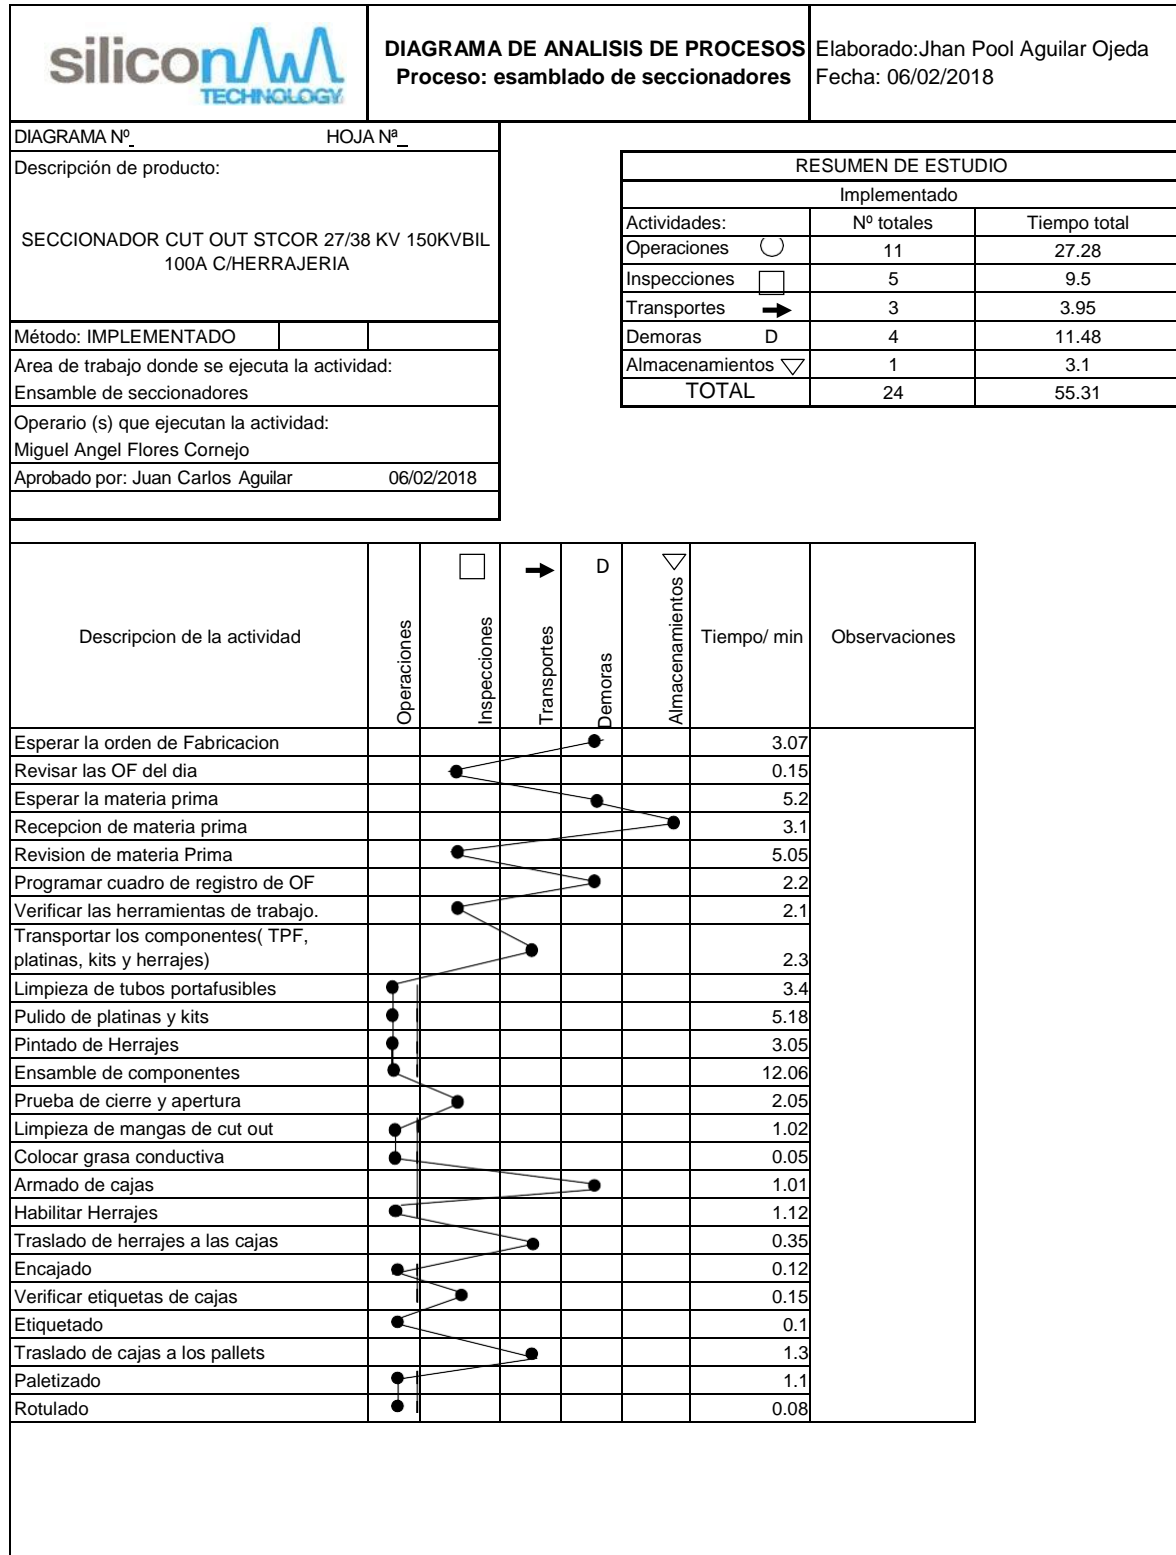 silicon
TECHNOLOGY
DIAGRAMA DE ANALISIS DE PROCESOS
Proceso: esamblado de seccionadores
Elaborado:Jhan Pool Aguilar Ojeda
Fecha: 06/02/2018
DIAGRAMA Nº_ HOJA Nª_
Descripción de producto:
SECCIONADOR CUT OUT STCOR 27/38 KV 150KVBIL
100A C/HERRAJERIA
Método: IMPLEMENTADO
Area de trabajo donde se ejecuta la actividad:
Ensamble de seccionadores
Operario (s) que ejecutan la actividad:
Miguel Angel Flores Cornejo
Aprobado por: Juan Carlos Aguilar 06/02/2018
RESUMEN DE ESTUDIO
Implementado
Actividades: Nº totales Tiempo total
Operaciones 11 27.28
Inspecciones 5 9.5
Transportes 3 3.95
Demoras D 4 11.48
Almacenamientos 1 3.1
TOTAL 24 55.31
Descripcion de la actividad Operaciones Inspecciones Transportes D Demoras Almacenamientos Tiempo/ min Observaciones
Esperar la orden de Fabricacion 3.07
Revisar las OF del dia 0.15
Esperar la materia prima 5.2
Recepcion de materia prima 3.1
Revision de materia Prima 5.05
Programar cuadro de registro de OF 2.2
Verificar las herramientas de trabajo. 2.1
Transportar los componentes( TPF,
platinas, kits y herrajes) 2.3
Limpieza de tubos portafusibles 3.4
Pulido de platinas y kits 5.18
Pintado de Herrajes 3.05
Ensamble de componentes 12.06
Prueba de cierre y apertura 2.05
Limpieza de mangas de cut out 1.02
Colocar grasa conductiva 0.05
Armado de cajas 1.01
Habilitar Herrajes 1.12
Traslado de herrajes a las cajas 0.35
Encajado 0.12
Verificar etiquetas de cajas 0.15
Etiquetado 0.1
Traslado de cajas a los pallets 1.3
Paletizado 1.1
Rotulado 0.08